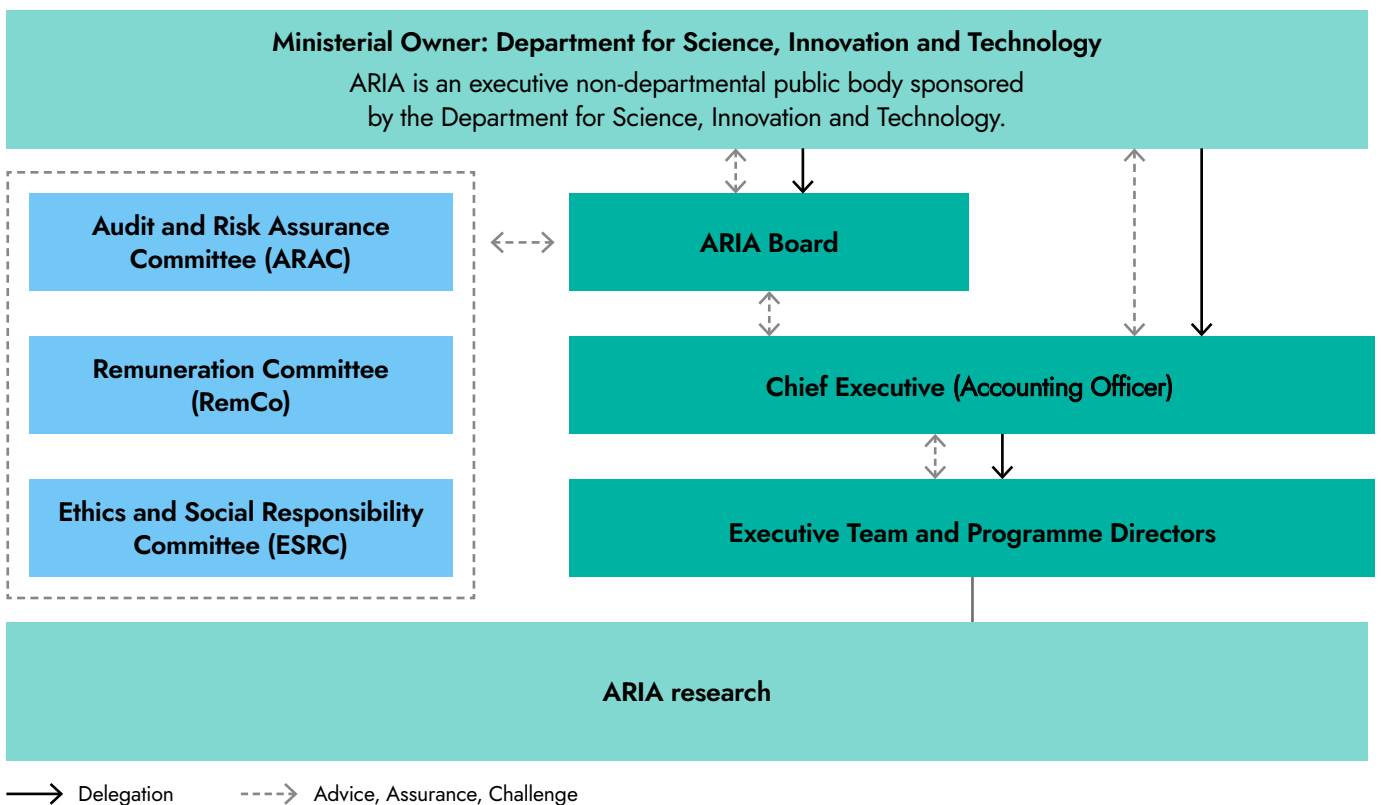 Ministerial Owner: Department for Science, Innovation and Technology
ARIA is an executive non-departmental public body sponsored
by the Department for Science, Innovation and Technology.
Audit and Risk Assurance
Committee (ARAC)
ARIA Board
Remuneration Committee
(RemCo)
Chief Executive (Accounting Officer)
Ethics and Social Responsibility
Committee (ESRC)
Executive Team and Programme Directors
ARIA research
Delegation
Advice, Assurance, Challenge